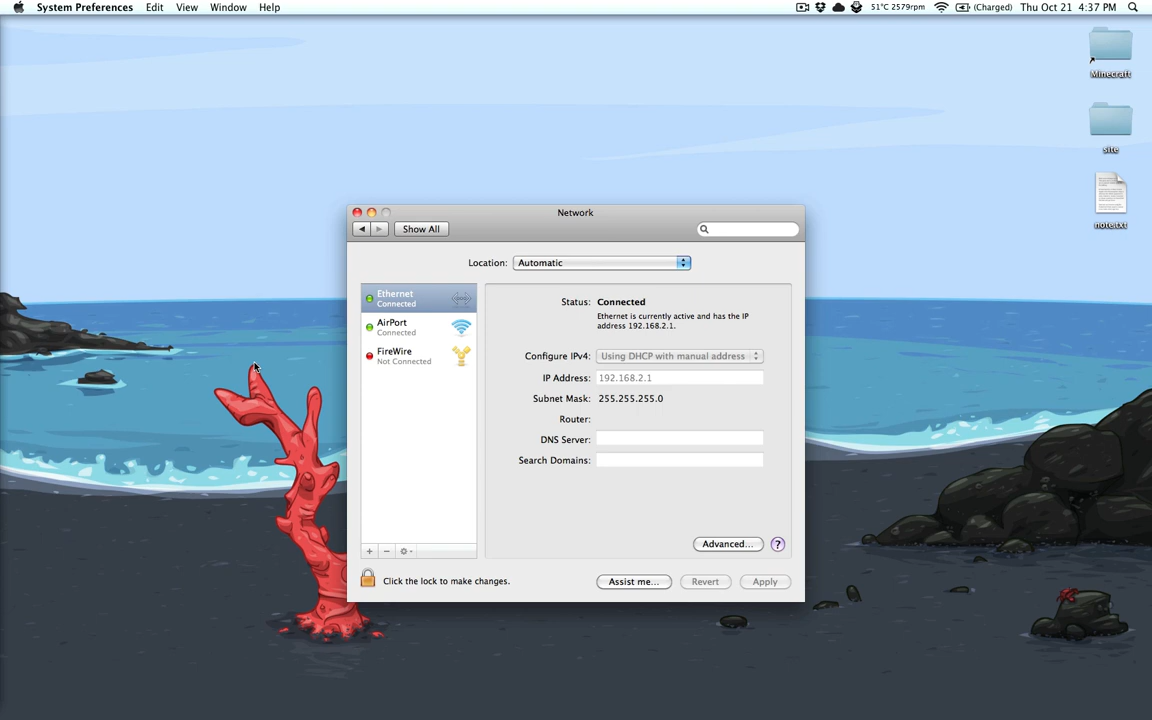 System Preferences Edit View Window Help
51°C 2579rpm (Charged) Thu Oct 21 4:37 PM
Minecraft
site
note.txt
Network
Show All
Location: Automatic
Ethernet
Connected
AirPort
Connected
FireWire
Not Connected
Status: Connected
Ethernet is currently active and has the IP
address 192.168.2.1.
Configure IPv4: Using DHCP with manual address
IP Address: 192.168.2.1
Subnet Mask: 255.255.255.0
Router:
DNS Server:
Search Domains:
Advanced... ?
Click the lock to make changes.
Assist me... Revert Apply